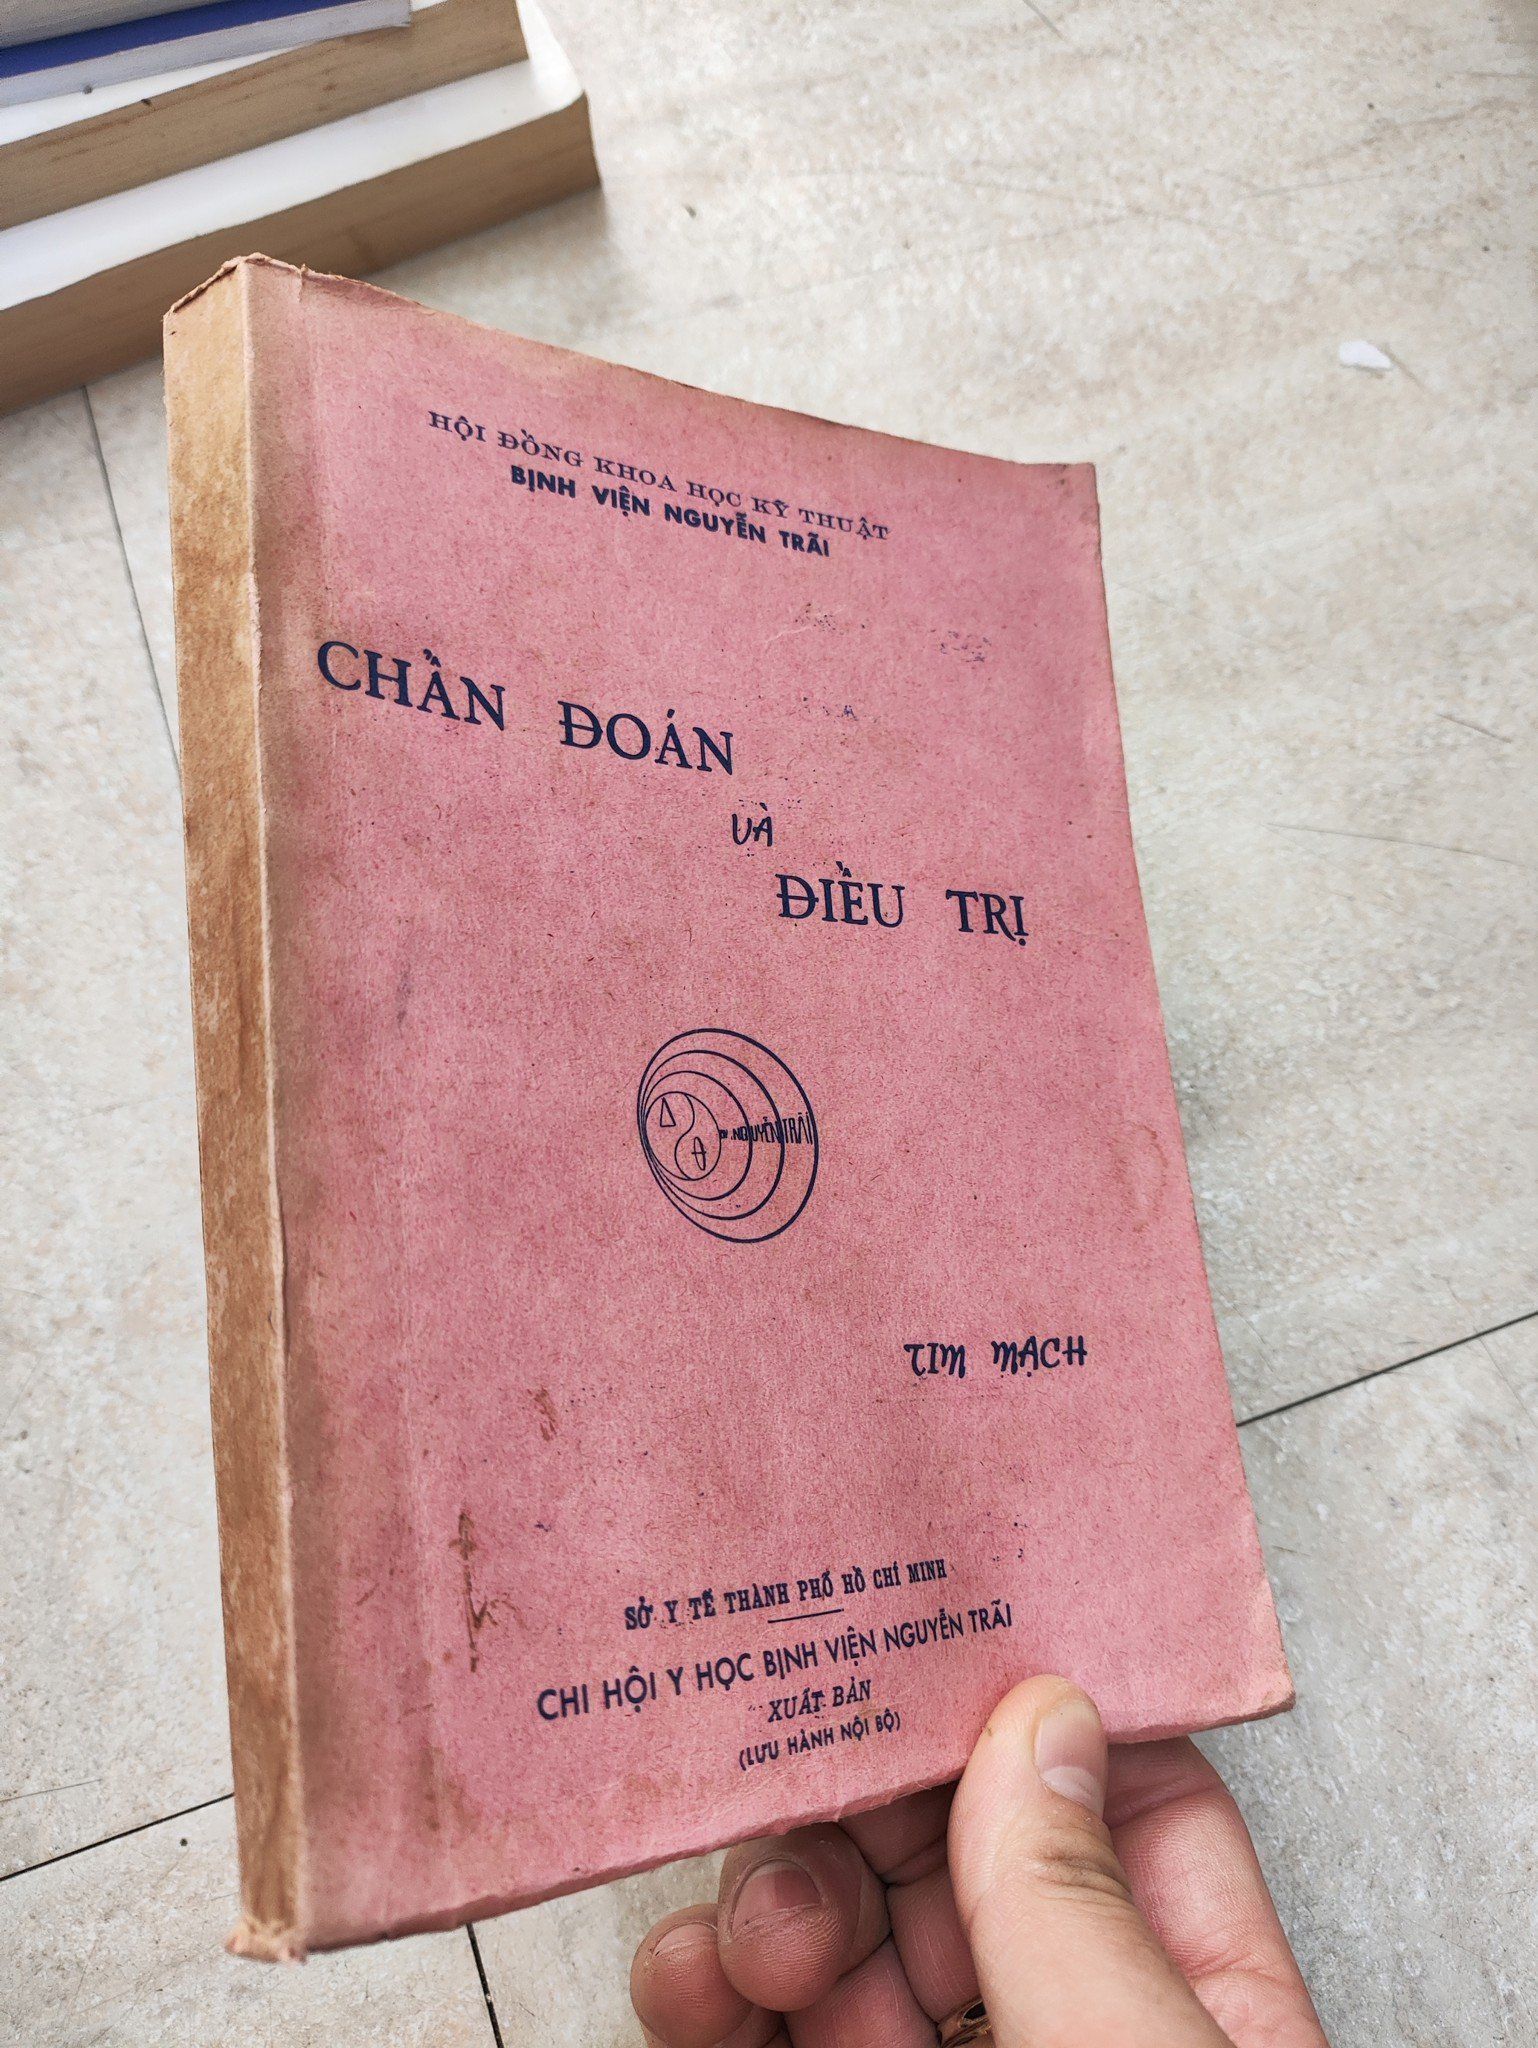 HỘI ĐỒNG KHOA HỌC KỸ THUẬT
BỊNH VIỆN NGUYỄN TRÃI
CHẨN ĐOÁN
VÀ
ĐIỀU TRỊ
BV.NGUYỄN TRÃI
TIM MẠCH
SỞ Y TẾ THÀNH PHỐ HỒ CHÍ MINH
CHI HỘI Y HỌC BỊNH VIỆN NGUYỄN TRÃI
XUẤT BẢN
(LƯU HÀNH NỘI BỘ)